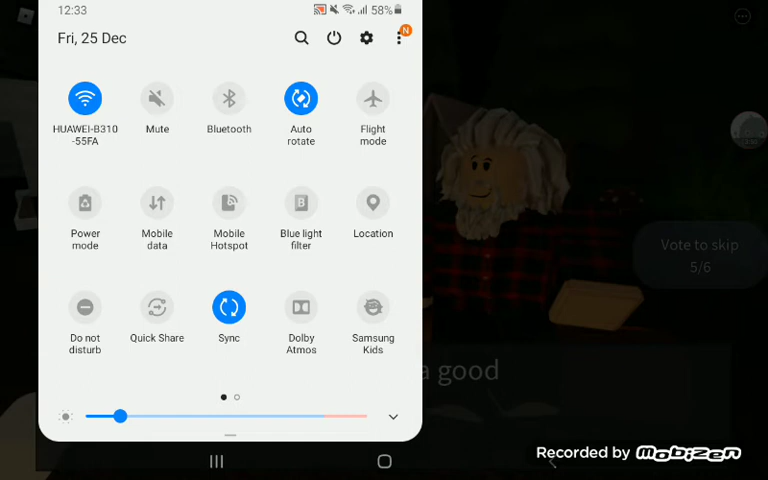 12:33
58%
Fri, 25 Dec
N
HUAWEI-B310
-55FA
Mute
Bluetooth
Auto
rotate
Flight
mode
Power
mode
Mobile
data
Mobile
Hotspot
B
Blue light
filter
Location
Do not
disturb
Quick Share
Sync
Dolby
Atmos
Samsung
Kids
Vote to skip
5/6
a good
Recorded by mobizen